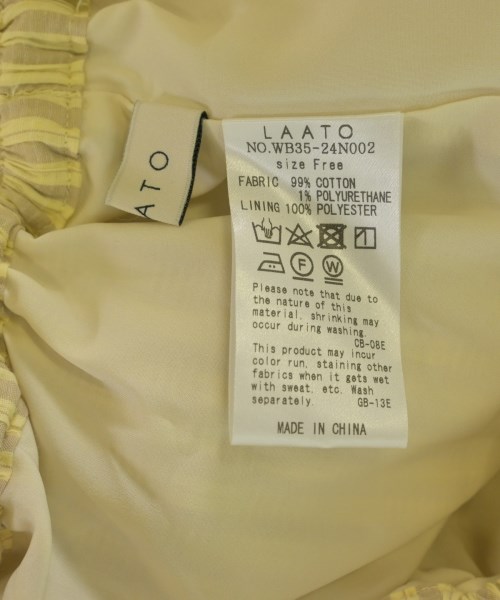 ATO
LAATO
NO.WB35-24N002
size Free
FABRIC 99% COTTON
1% POLYURETHANE
LINING 100% POLYESTER
F W
Please note that due to
the nature of this
material, shrinking may
occur during washing.
CB-08E
This product may incur
color run, staining other
fabrics when it gets wet
with sweat, etc. Wash
separately. GB-13E
MADE IN CHINA